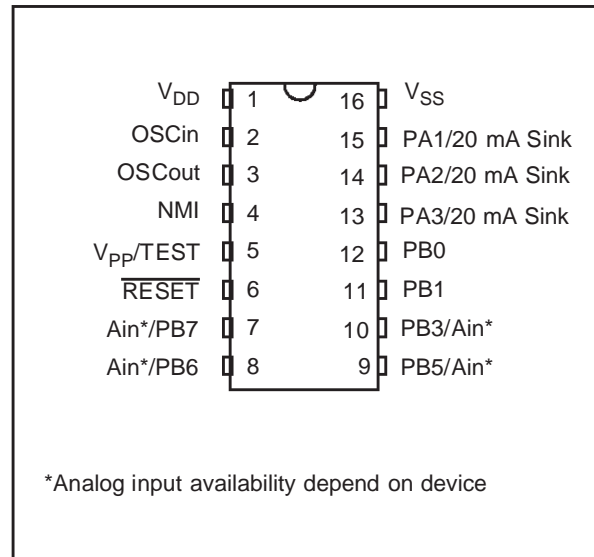 V_DD 1 16 V_SS
OSCin 2 15 PA1/20 mA Sink
OSCout 3 14 PA2/20 mA Sink
NMI 4 13 PA3/20 mA Sink
V_PP/TEST 5 12 PB0
RESET 6 11 PB1
Ain*/PB7 7 10 PB3/Ain*
Ain*/PB6 8 9 PB5/Ain*
*Analog input availability depend on device